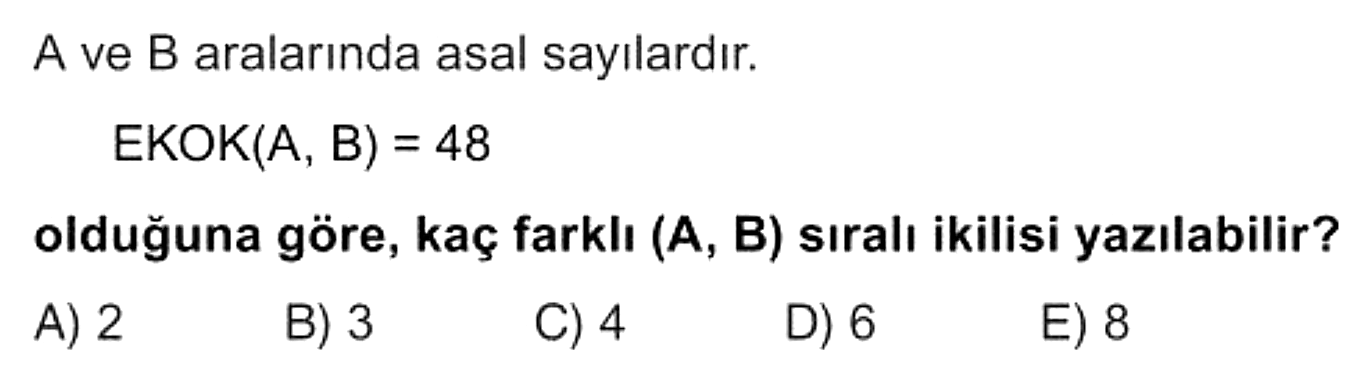 A ve B aralarında asal sayılardır.
EKOK(A, B) = 48
olduğuna göre, kaç farklı (A, B) sıralı ikilisi yazılabilir?
A) 2 B) 3 C) 4 D) 6 E) 8